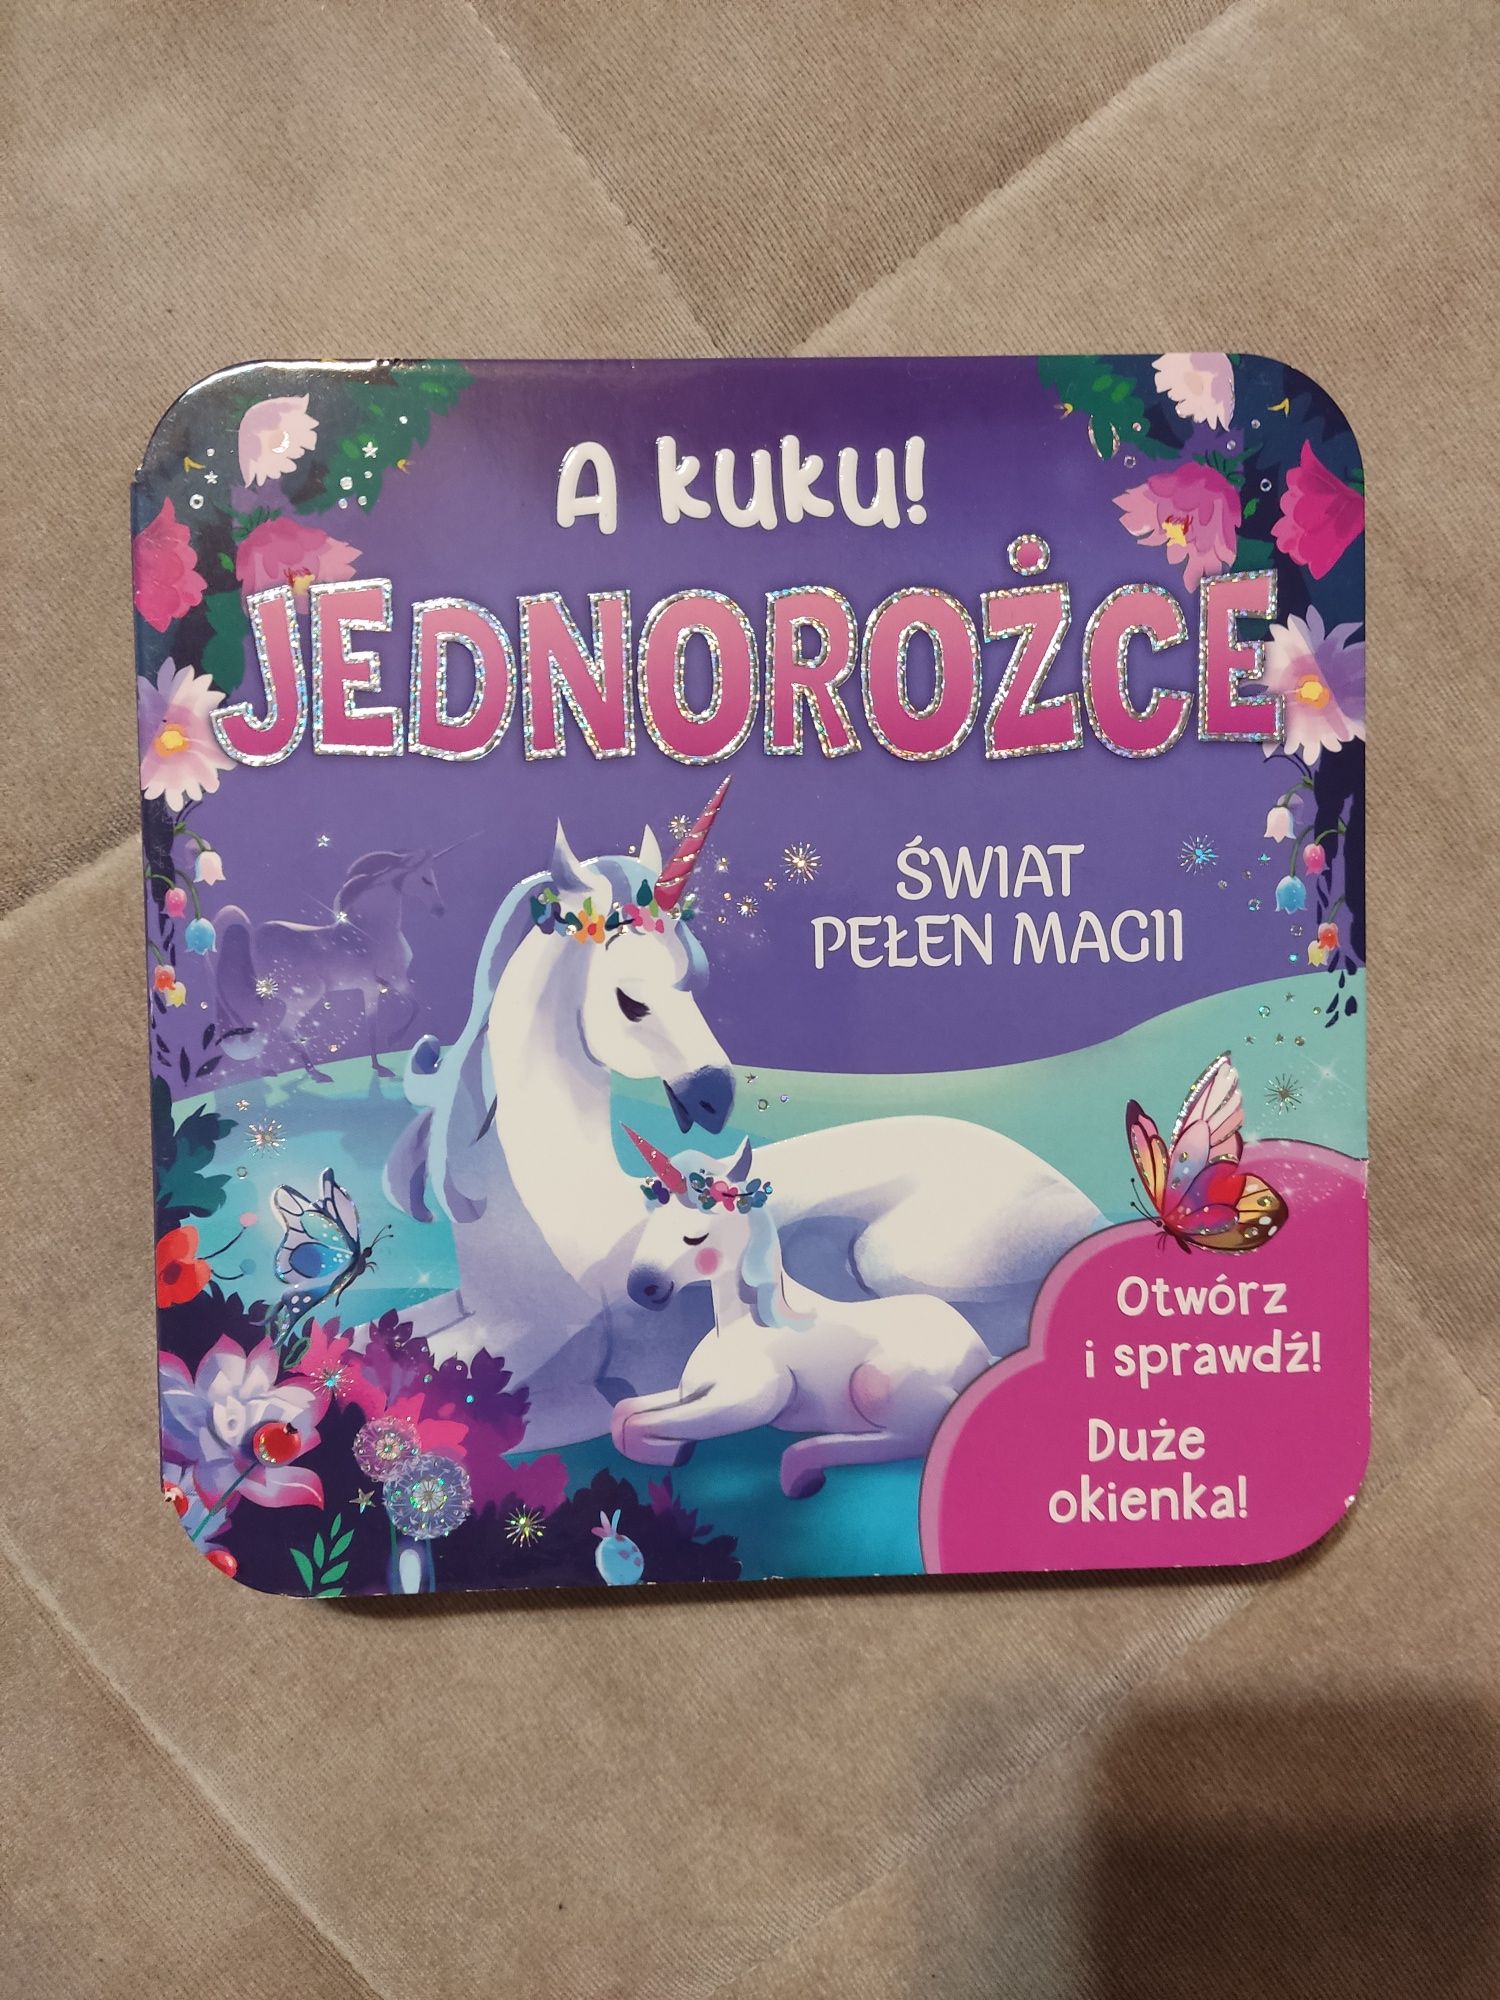 A kuku!
JEDNOROŻCE
ŚWIAT
PEŁEN MAGII
Otwórz
i sprawdź!
Duże
okienka!